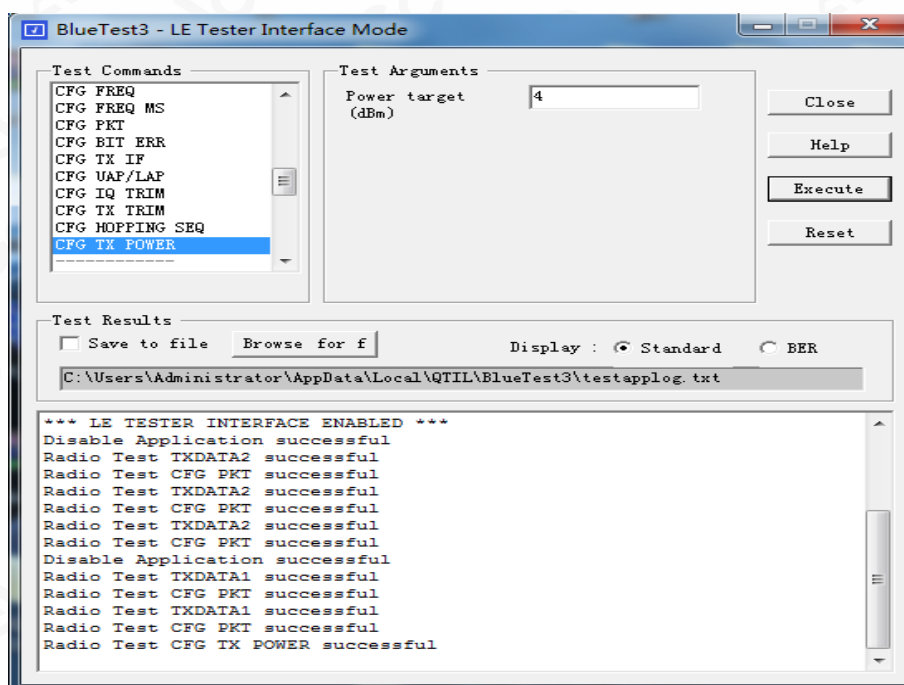 BlueTest3 - LE Tester Interface Mode
Test Commands
CFG FREQ
CFG FREQ MS
CFG PKT
CFG BIT ERR
CFG TX IF
CFG UAP/LAP
CFG IQ TRIM
CFG TX TRIM
CFG HOPPING SEQ
CFG TX POWER
------------
Test Arguments
Power target
(dBm)
4
Close
Help
Execute
Reset
Test Results
Save to file
Browse for f
Display : Standard BER
C:\Users\Administrator\AppData\Local\QTIL\BlueTest3\testapplog.txt
*** LE TESTER INTERFACE ENABLED ***
Disable Application successful
Radio Test TXDATA2 successful
Radio Test CFG PKT successful
Radio Test TXDATA2 successful
Radio Test CFG PKT successful
Radio Test TXDATA2 successful
Radio Test CFG PKT successful
Disable Application successful
Radio Test TXDATA1 successful
Radio Test CFG PKT successful
Radio Test TXDATA1 successful
Radio Test CFG PKT successful
Radio Test CFG TX POWER successful